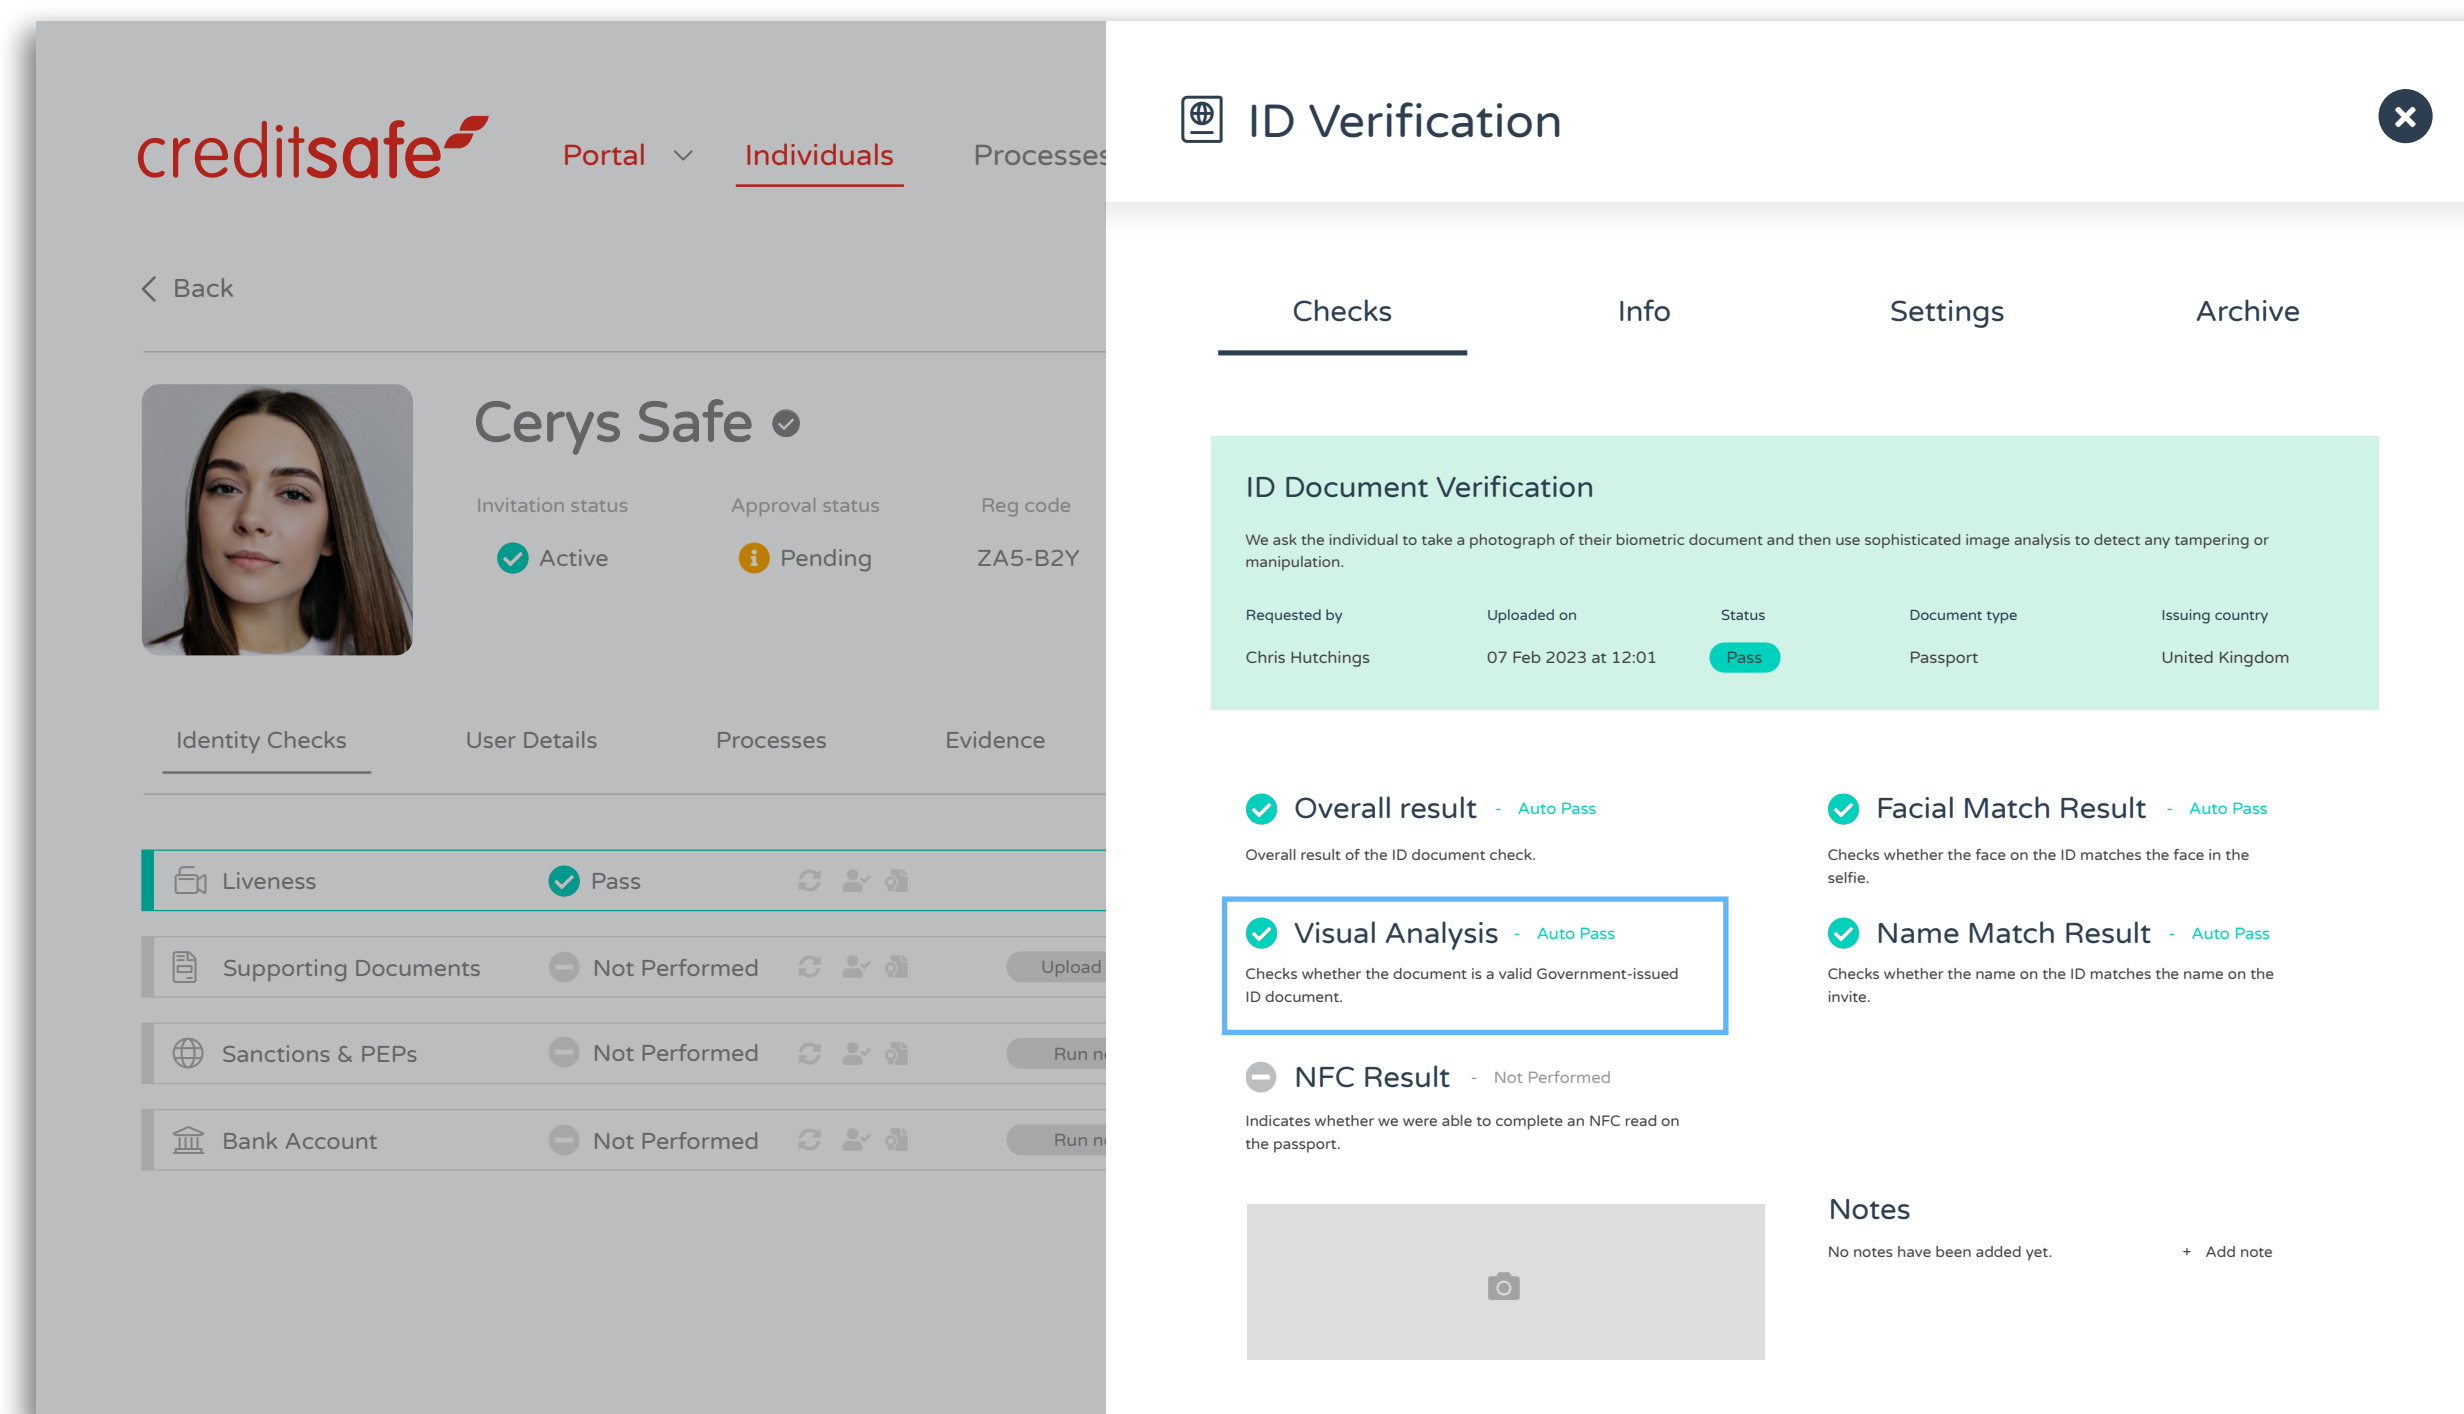 creditsafe
Portal
Individuals
Processes
Back
Cerys Safe
Invitation status
Approval status
Reg code
Active
Pending
ZA5-B2Y
Identity Checks
User Details
Processes
Evidence
Liveness
Pass
Supporting Documents
Not Performed
Upload
Sanctions & PEPs
Not Performed
Run
Bank Account
Not Performed
Run
ID Verification
Checks
Info
Settings
Archive
ID Document Verification
We ask the individual to take a photograph of their biometric document and then use sophisticated image analysis to detect any tampering or
manipulation.
Requested by
Uploaded on
Status
Document type
Issuing country
Chris Hutchings
07 Feb 2023 at 12:01
Pass
Passport
United Kingdom
Overall result - Auto Pass
Overall result of the ID document check.
Facial Match Result - Auto Pass
Checks whether the face on the ID matches the face in the
selfie.
Visual Analysis - Auto Pass
Checks whether the document is a valid Government-issued
ID document.
Name Match Result - Auto Pass
Checks whether the name on the ID matches the name on the
invite.
NFC Result - Not Performed
Indicates whether we were able to complete an NFC read on
the passport.
Notes
No notes have been added yet.
+ Add note